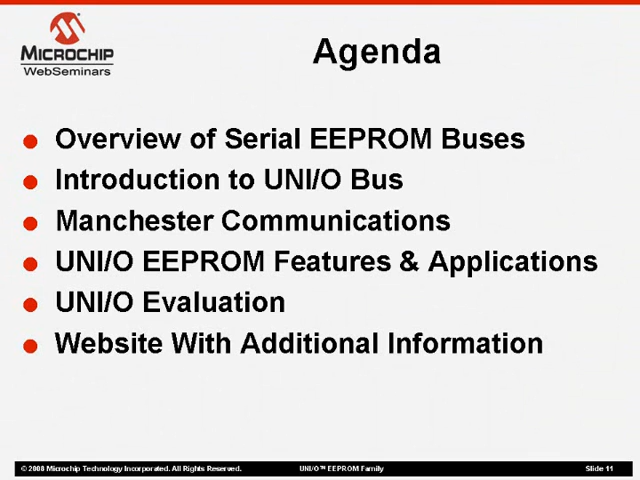 MICROCHIP
WebSeminars
Agenda
Overview of Serial EEPROM Buses
Introduction to UNI/O Bus
Manchester Communications
UNI/O EEPROM Features & Applications
UNI/O Evaluation
Website With Additional Information
© 2008 Microchip Technology Incorporated. All Rights Reserved.
UNI/O™ EEPROM Family
Slide 11